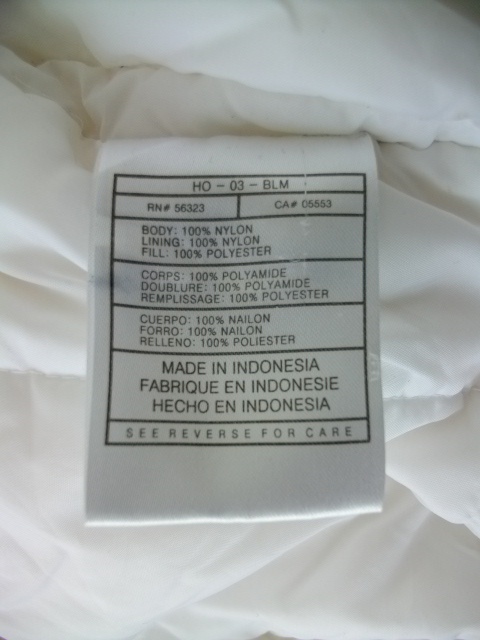 HO - 03 - BLM
RN# 56323 CA# 05553
BODY: 100% NYLON
LINING: 100% NYLON
FILL: 100% POLYESTER
CORPS: 100% POLYAMIDE
DOUBLURE: 100% POLYAMIDE
REMPLISSAGE: 100% POLYESTER
CUERPO: 100% NAILON
FORRO: 100% NAILON
RELLENO: 100% POLIESTER
MADE IN INDONESIA
FABRIQUE EN INDONESIE
HECHO EN INDONESIA
SEE REVERSE FOR CARE